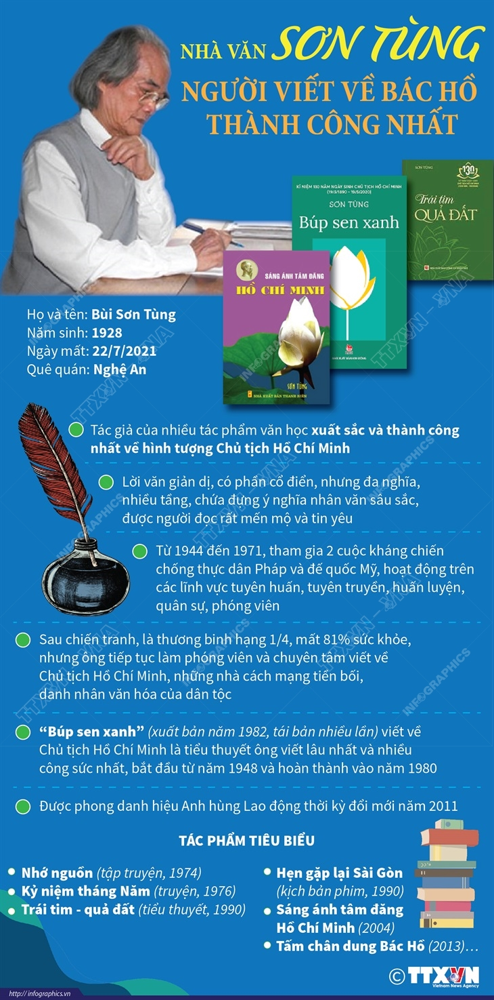 NHÀ VĂN SƠN TÙNG
NGƯỜI VIẾT VỀ BÁC HỒ
THÀNH CÔNG NHẤT
SƠN TÙNG
130
Trái tim
QUẢ ĐẤT
KỈ NIỆM 130 NĂM NGÀY SINH CHỦ TỊCH HỒ CHÍ MINH
(19/5/1890 - 19/5/2020)
SƠN TÙNG
Búp sen xanh
NHÀ XUẤT BẢN KIM ĐỒNG
SÁNG ÁNH TÂM ĐĂNG
HỒ CHÍ MINH
SƠN TÙNG
NHÀ XUẤT BẢN THANH NIÊN
Họ và tên: Bùi Sơn Tùng
Năm sinh: 1928
Ngày mất: 22/7/2021
Quê quán: Nghệ An
Tác giả của nhiều tác phẩm văn học xuất sắc và thành công
nhất về hình tượng Chủ tịch Hồ Chí Minh
Lời văn giản dị, có phần cổ điển, nhưng đa nghĩa,
nhiều tầng, chứa đựng ý nghĩa nhân văn sâu sắc,
được người đọc rất mến mộ và tin yêu
Từ 1944 đến 1971, tham gia 2 cuộc kháng chiến
chống thực dân Pháp và đế quốc Mỹ, hoạt động trên
các lĩnh vực tuyên huấn, tuyên truyền, huấn luyện,
quân sự, phóng viên
Sau chiến tranh, là thương binh hạng 1/4, mất 81% sức khỏe,
nhưng ông tiếp tục làm phóng viên và chuyên tâm viết về
Chủ tịch Hồ Chí Minh, những nhà cách mạng tiền bối,
danh nhân văn hóa của dân tộc
“Búp sen xanh” (xuất bản năm 1982, tái bản nhiều lần) viết về
Chủ tịch Hồ Chí Minh là tiểu thuyết ông viết lâu nhất và nhiều
công sức nhất, bắt đầu từ năm 1948 và hoàn thành vào năm 1980
Được phong danh hiệu Anh hùng Lao động thời kỳ đổi mới năm 2011
TÁC PHẨM TIÊU BIỂU
Nhớ nguồn (tập truyện, 1974)
Kỷ niệm tháng Năm (truyện, 1976)
Trái tim - quả đất (tiểu thuyết, 1990)
Hẹn gặp lại Sài Gòn
(kịch bản phim, 1990)
Sáng ánh tâm đăng
Hồ Chí Minh (2004)
Tấm chân dung Bác Hồ (2013)...
© TTXVN
Vietnam News Agency
http://infographics.vn